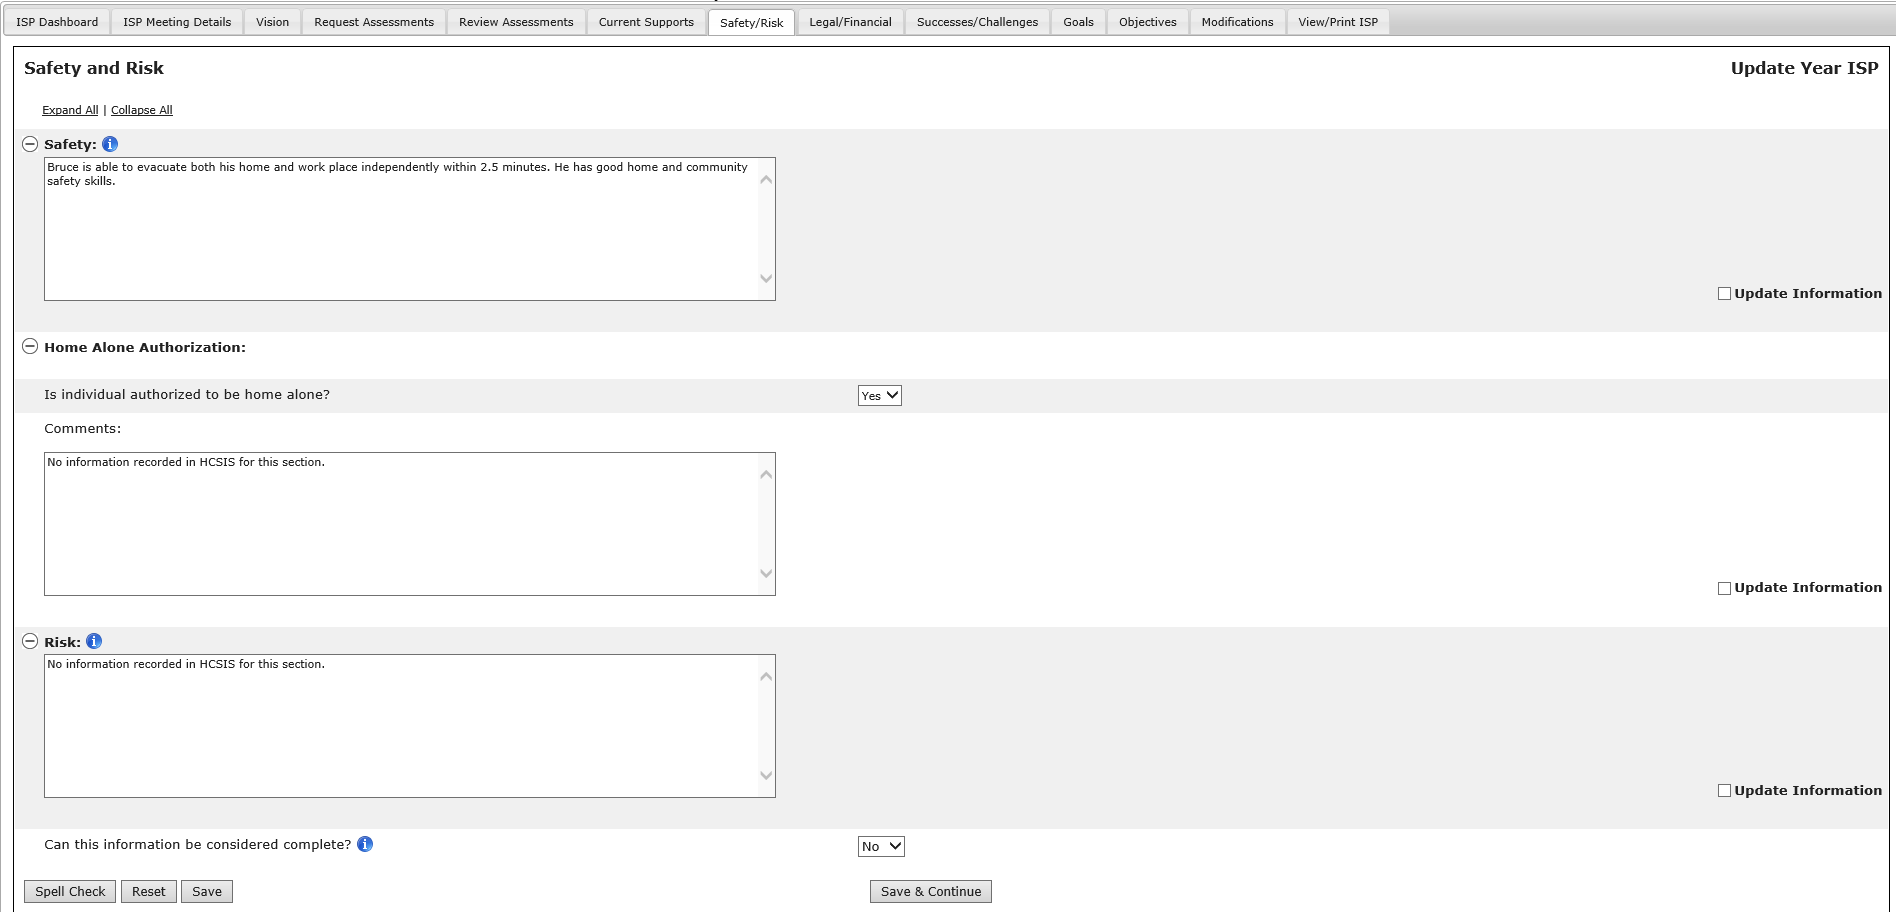 ISP Dashboard ISP Meeting Details Vision Request Assessments Review Assessments Current Supports Safety/Risk Legal/Financial Successes/Challenges Goals Objectives Modifications View/Print ISP
Safety and Risk Update Year ISP
Expand All | Collapse All
Safety:
Bruce is able to evacuate both his home and work place independently within 2.5 minutes. He has good home and community
safety skills.
Update Information
Home Alone Authorization:
Is individual authorized to be home alone? Yes
Comments:
No information recorded in HCSIS for this section.
Update Information
Risk:
No information recorded in HCSIS for this section.
Update Information
Can this information be considered complete? No
Spell Check Reset Save Save & Continue